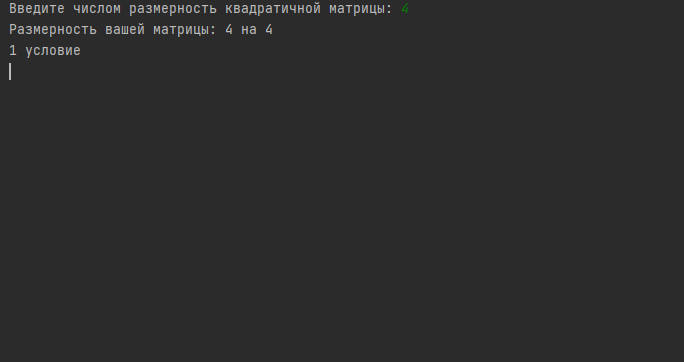 Введите числом размерность квадратичной матрицы: 4
Размерность вашей матрицы: 4 на 4
1 условие